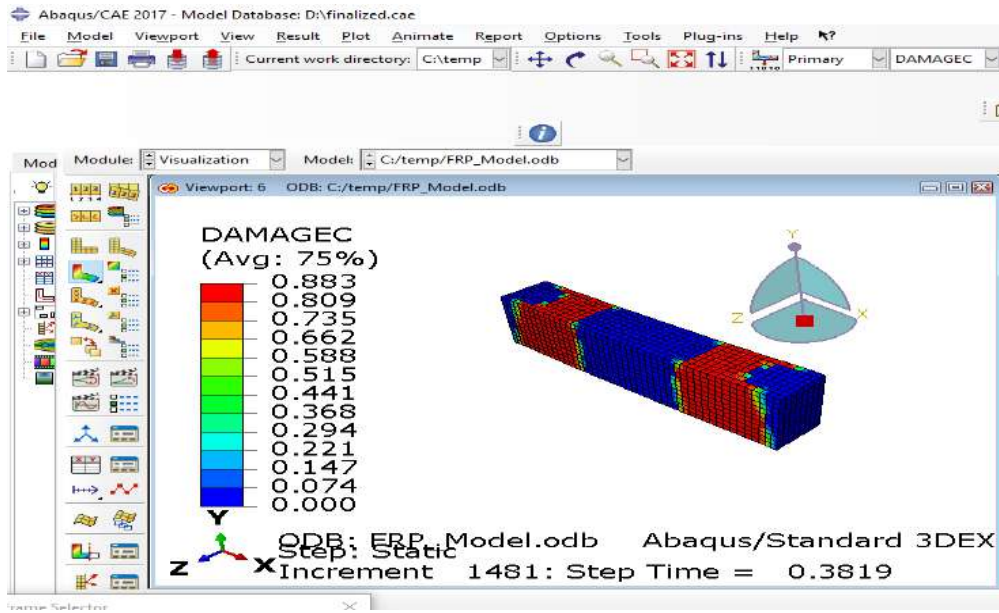 Abaqus/CAE 2017 - Model Database: D:\finalized.cae
File Model Viewport View Result Plot Animate Report Options Tools Plug-ins Help
Current work directory: C:\temp Primary DAMAGEC
Mod Module: Visualization Model: C:/temp/FRP_Model.odb
Viewport: 6 ODB: C:/temp/FRP_Model.odb
DAMAGEC
(Avg: 75%)
0.883
0.809
0.735
0.662
0.588
0.515
0.441
0.368
0.294
0.221
0.147
0.074
0.000
Y
Z
X
Y
Z
X
ODB: FRP_Model.odb Abaqus/Standard 3DEX
Step: Static
Increment 1481: Step Time = 0.3819
Frame Selector